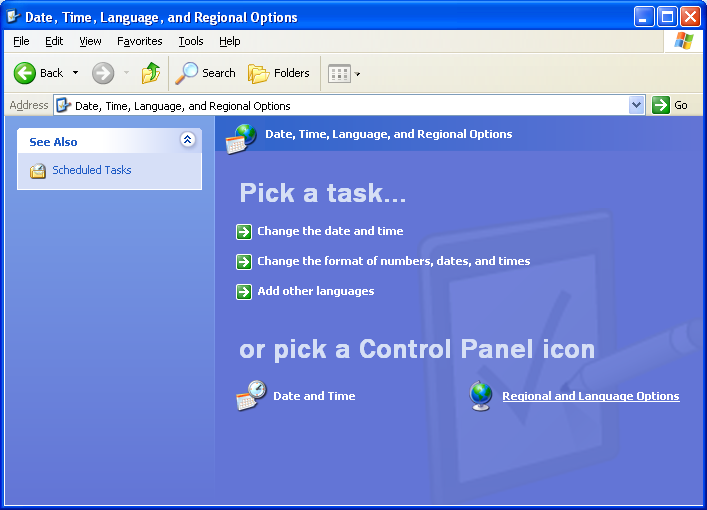 Date, Time, Language, and Regional Options
File Edit View Favorites Tools Help
Back Search Folders
Address Date, Time, Language, and Regional Options Go
See Also
Scheduled Tasks
Date, Time, Language, and Regional Options
Pick a task...
Change the date and time
Change the format of numbers, dates, and times
Add other languages
or pick a Control Panel icon
Date and Time Regional and Language Options